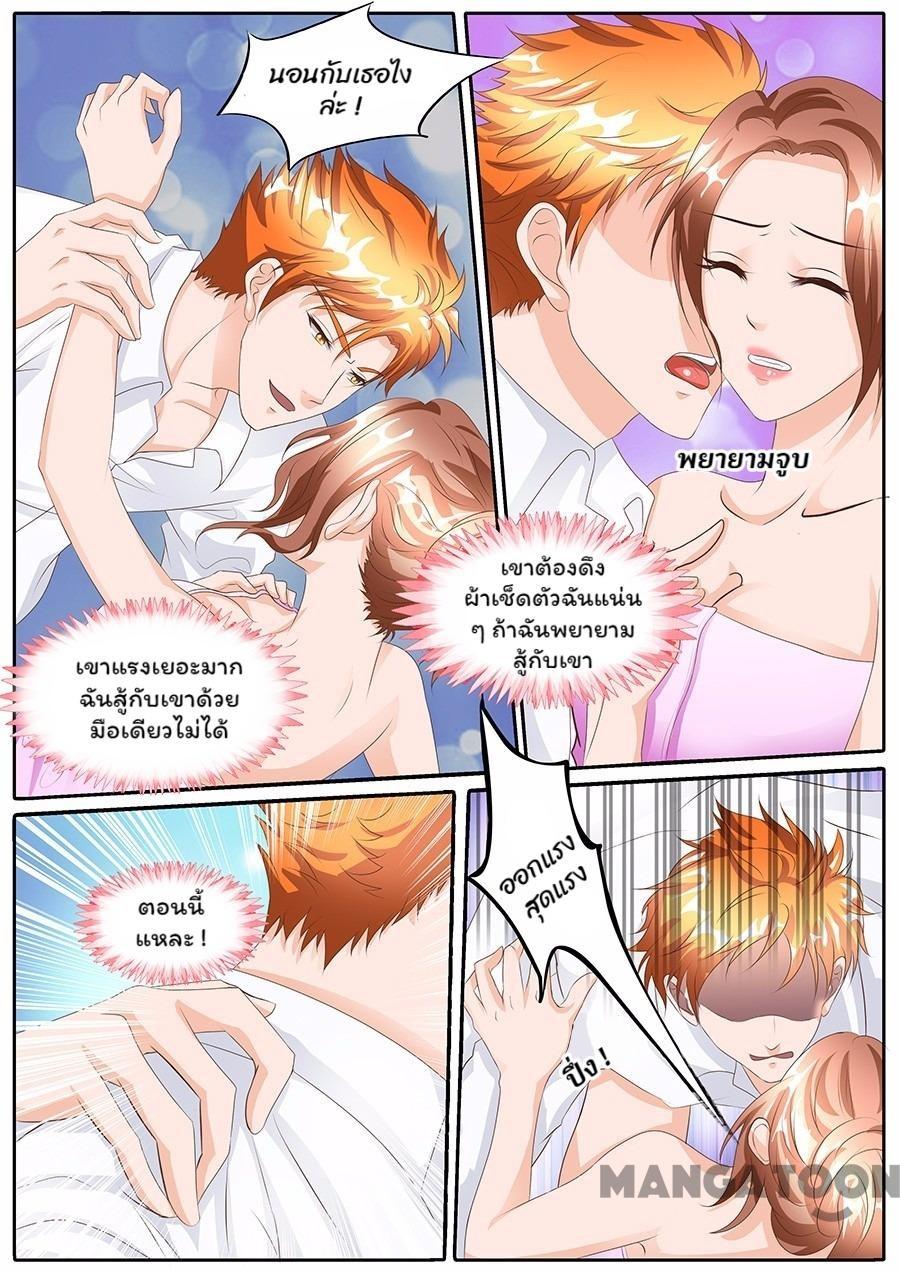 นอนกับเธอไง
ล่ะ !
พยายามจูบ
เขาต้องดึง
ผ้าเช็ดตัวฉันแน่น
ๆ ถ้าฉันพยายาม
สู้กับเขา
เขาแรงเยอะมาก
ฉันสู้กับเขาด้วย
มือเดียวไม่ได้
ตอนนี้
แหละ !
ออกแรง
สุดแรง
ปึ่ง !
MANGATOON